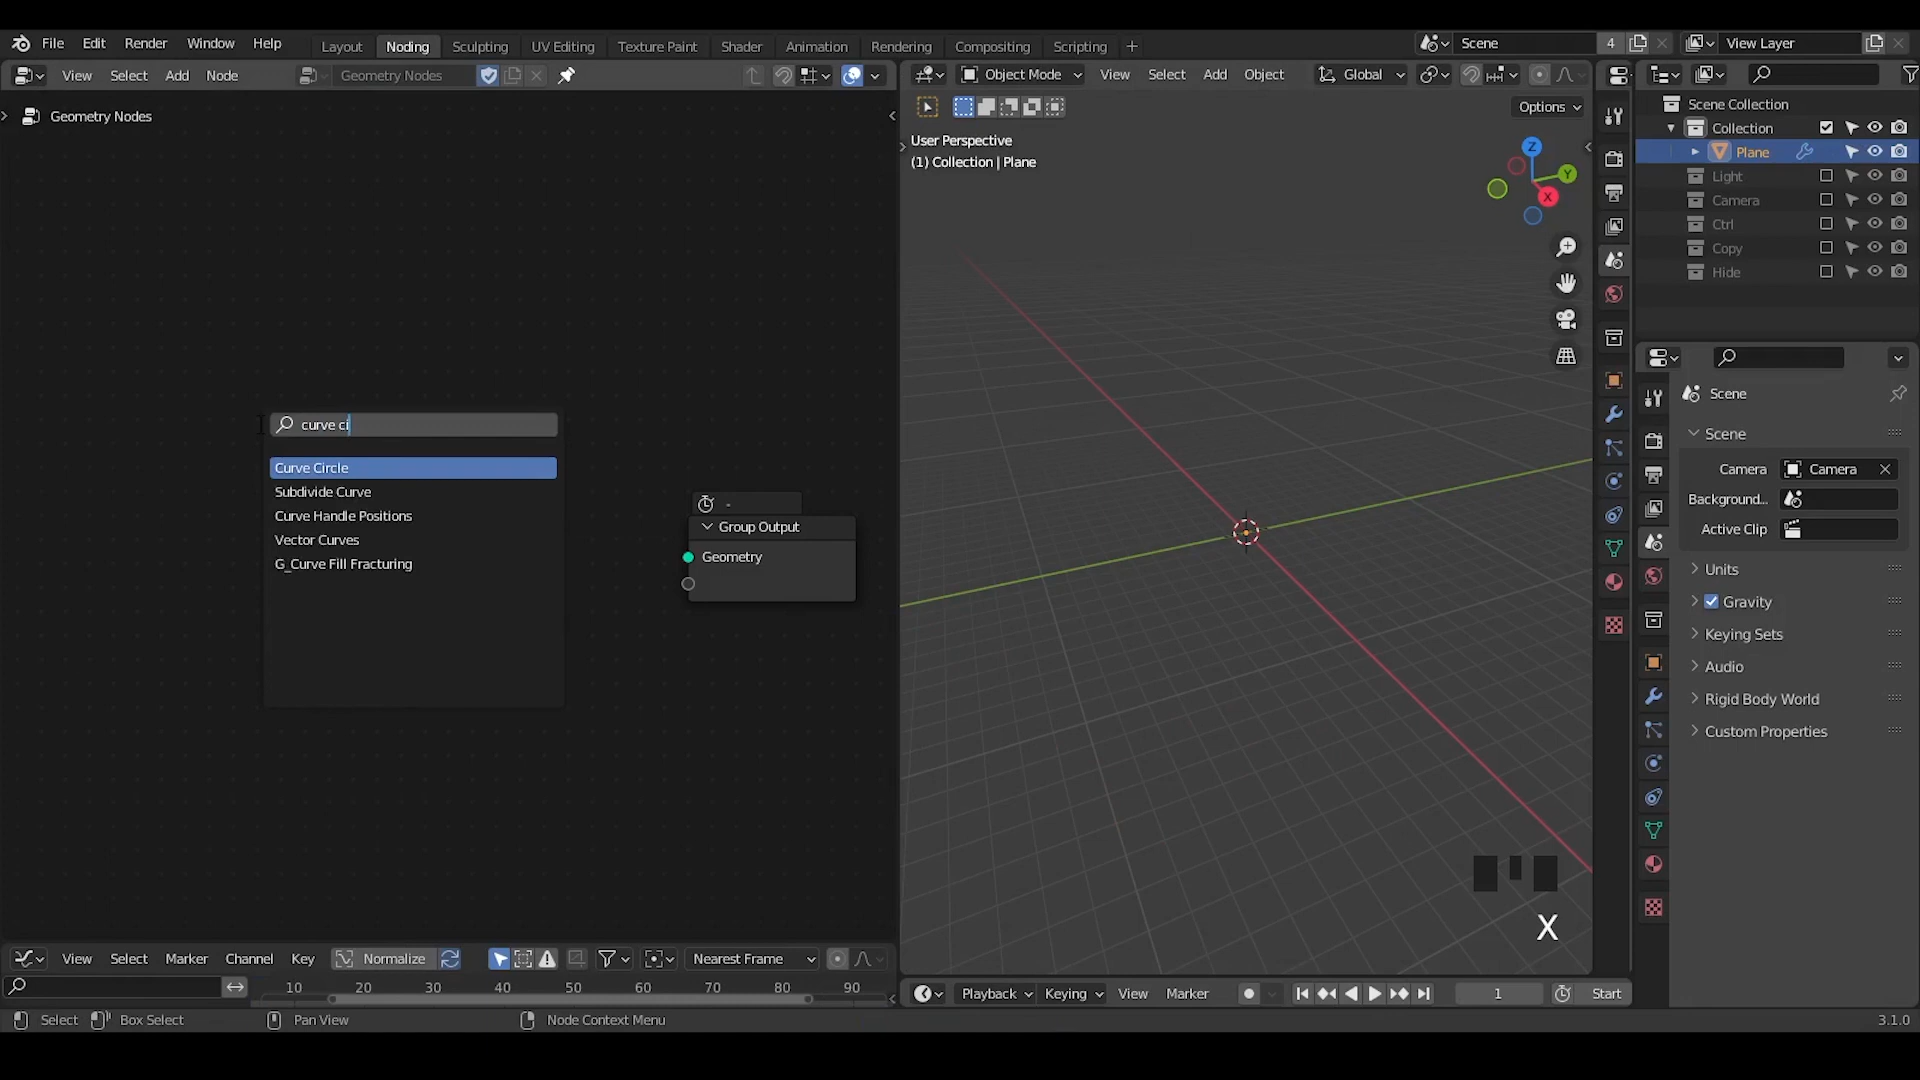 File Edit Render Window Help
Layout Noding Sculpting UV Editing Texture Paint Shader Animation Rendering Compositing Scripting
Scene 4 View Layer
View Select Add Node Geometry Nodes
Object Mode View Select Add Object Global
Options
Geometry Nodes
User Perspective
(1) Collection | Plane
Z
Y
X
Scene Collection
Collection
Plane
Light
Camera
Ctrl
Copy
Hide
curve ci
Curve Circle
Subdivide Curve
Curve Handle Positions
Vector Curves
G_Curve Fill Fracturing
-
Group Output
Geometry
Scene
Scene
Camera Camera
Background...
Active Clip
Units
Gravity
Keying Sets
Audio
Rigid Body World
Custom Properties
X
View Select Marker Channel Key Normalize Nearest Frame
10 20 30 40 50 60 70 80 90
Playback Keying View Marker 1 Start
Select Box Select Pan View Node Context Menu 3.1.0